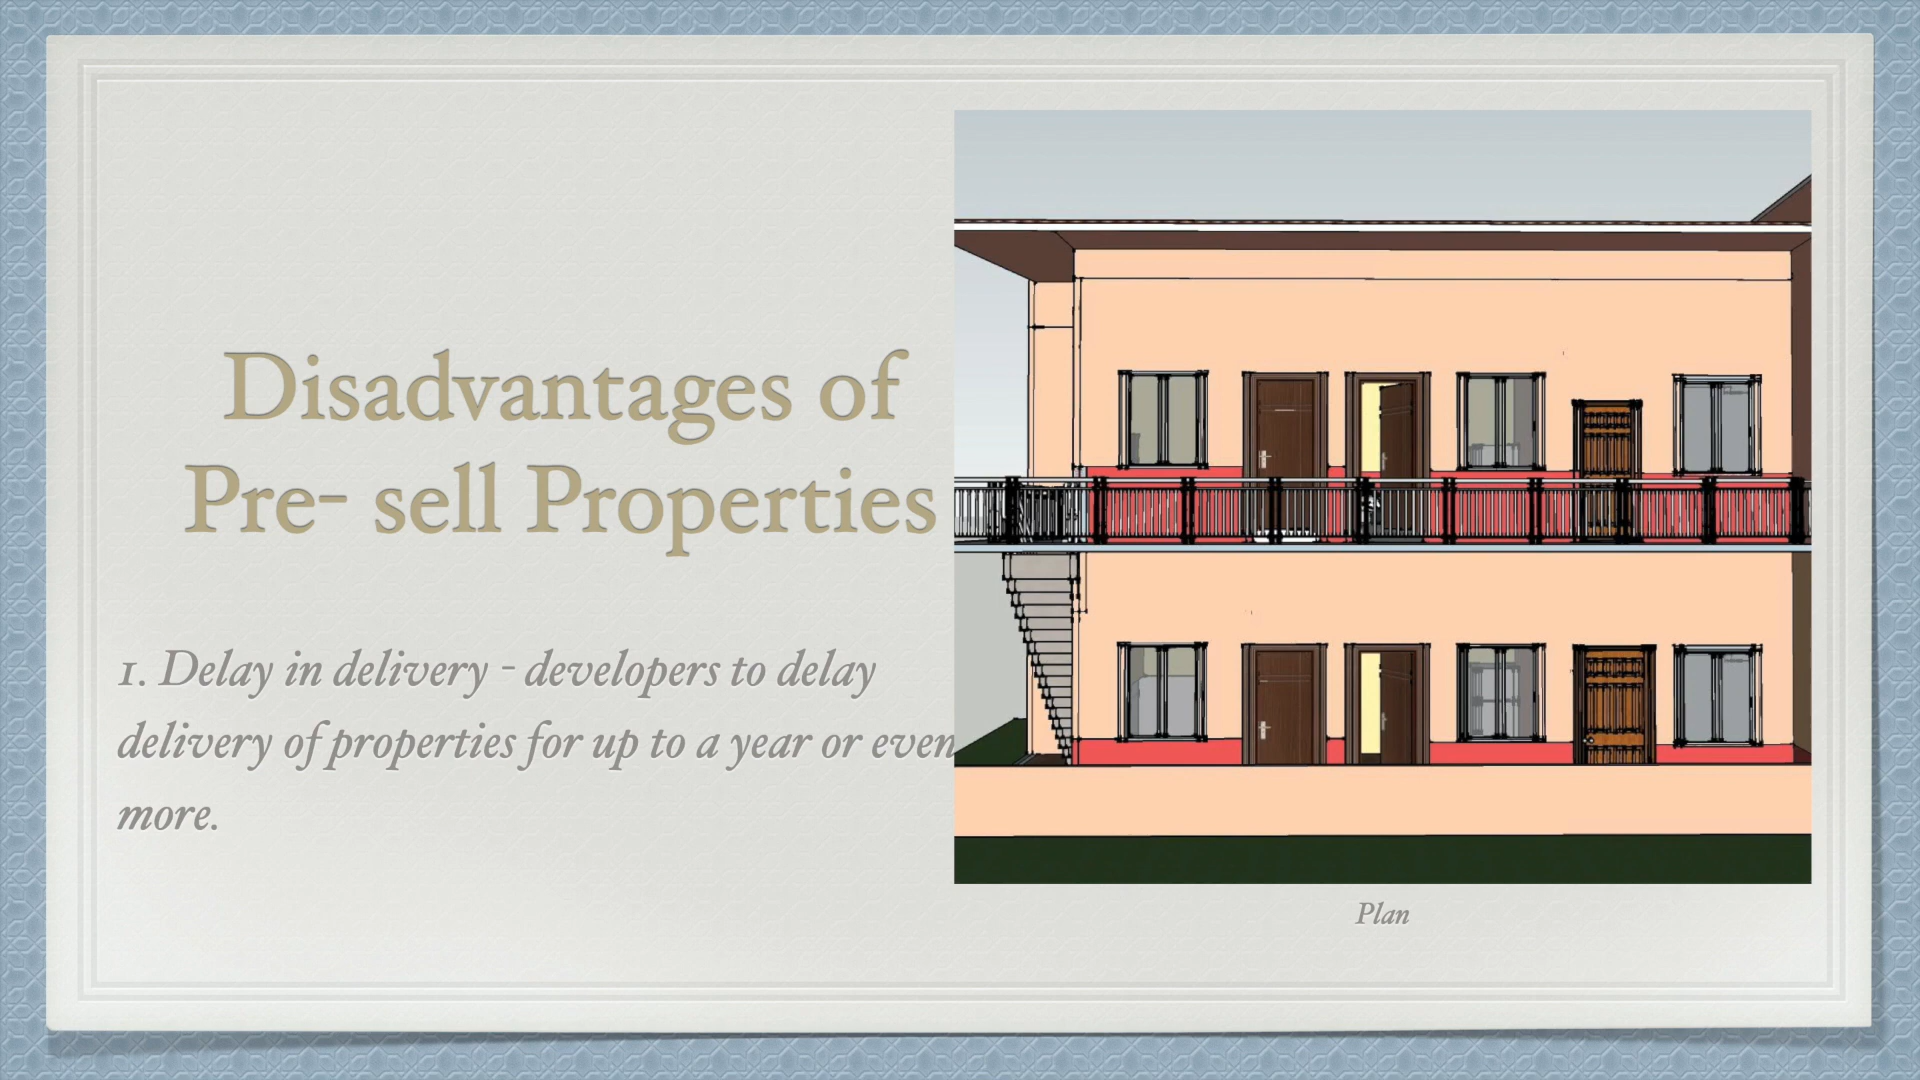 Disadvantages of
Pre- sell Properties
1. Delay in delivery - developers to delay
delivery of properties for up to a year or even
more.
Plan